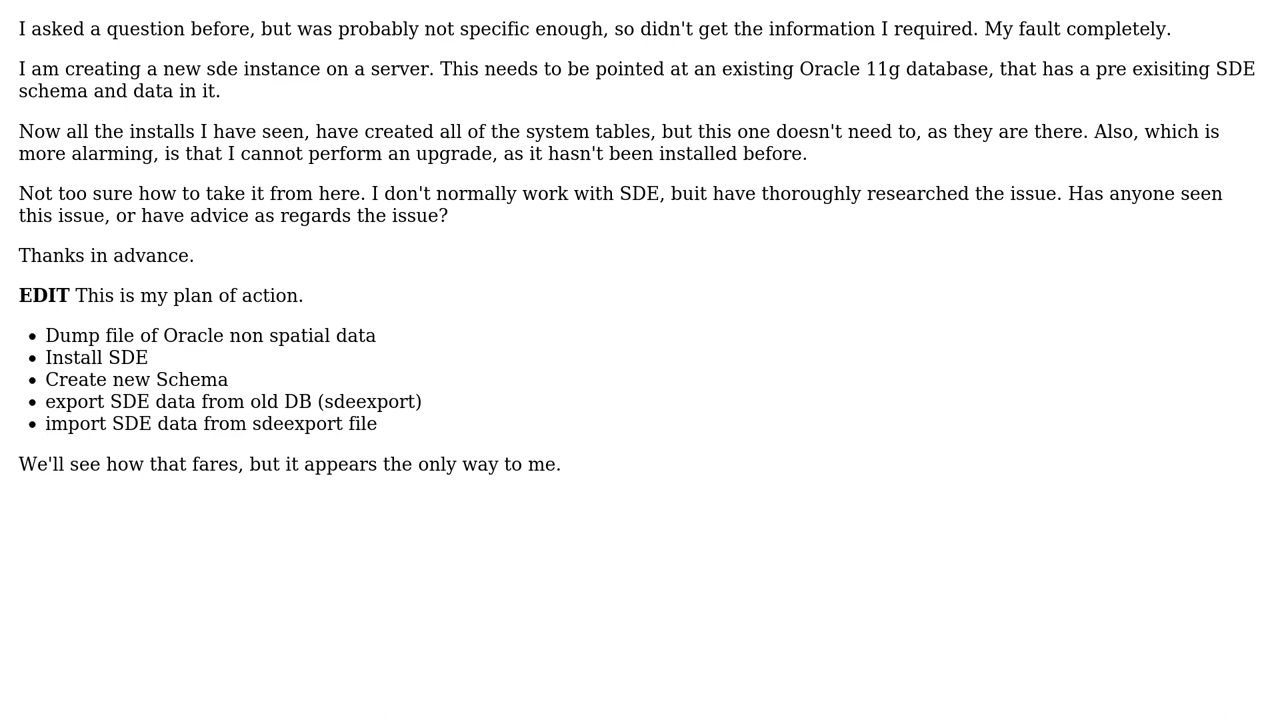 I asked a question before, but was probably not specific enough, so didn't get the information I required. My fault completely.
I am creating a new sde instance on a server. This needs to be pointed at an existing Oracle 11g database, that has a pre exisiting SDE
schema and data in it.
Now all the installs I have seen, have created all of the system tables, but this one doesn't need to, as they are there. Also, which is
more alarming, is that I cannot perform an upgrade, as it hasn't been installed before.
Not too sure how to take it from here. I don't normally work with SDE, buit have thoroughly researched the issue. Has anyone seen
this issue, or have advice as regards the issue?
Thanks in advance.
EDIT This is my plan of action.
• Dump file of Oracle non spatial data
• Install SDE
• Create new Schema
• export SDE data from old DB (sdeexport)
• import SDE data from sdeexport file
We'll see how that fares, but it appears the only way to me.